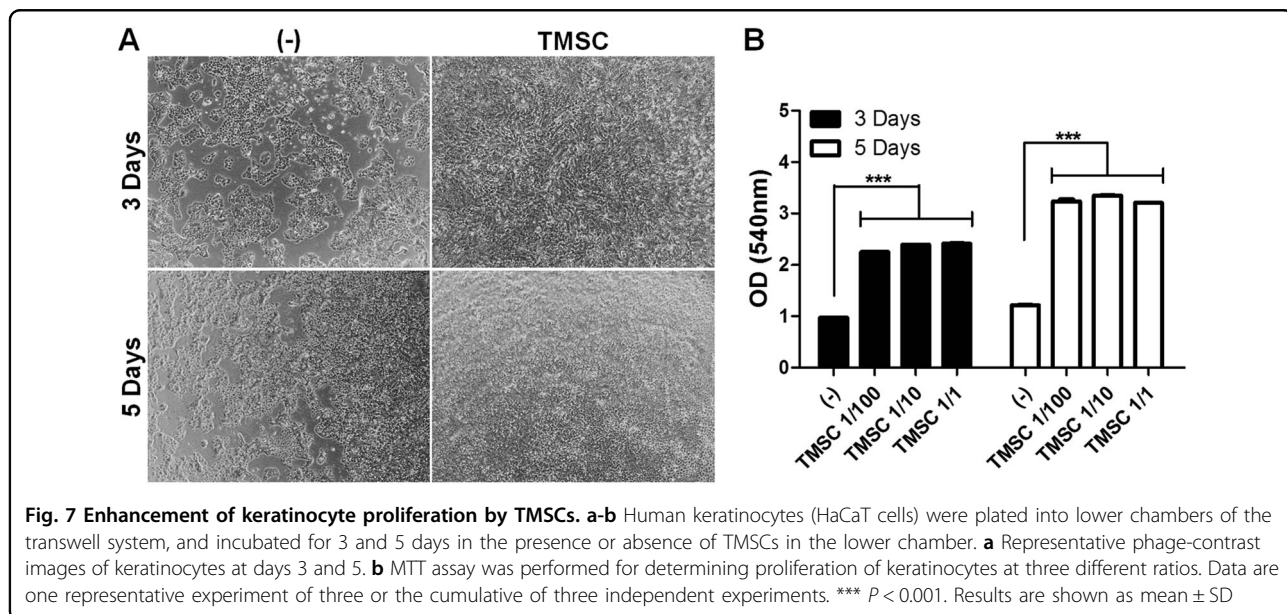 A
(-)
TMSC
3 Days
5 Days
B
3 Days
5 Days
***
***
OD (540nm)
5
4
3
2
1
0
(-)
TMSC 1/100
TMSC 1/10
TMSC 1/1
(-)
TMSC 1/100
TMSC 1/10
TMSC 1/1
Fig. 7 Enhancement of keratinocyte proliferation by TMSCs. a-b Human keratinocytes (HaCaT cells) were plated into lower chambers of the
transwell system, and incubated for 3 and 5 days in the presence or absence of TMSCs in the lower chamber. a Representative phage-contrast
images of keratinocytes at days 3 and 5. b MTT assay was performed for determining proliferation of keratinocytes at three different ratios. Data are
one representative experiment of three or the cumulative of three independent experiments. *** P < 0.001. Results are shown as mean ± SD